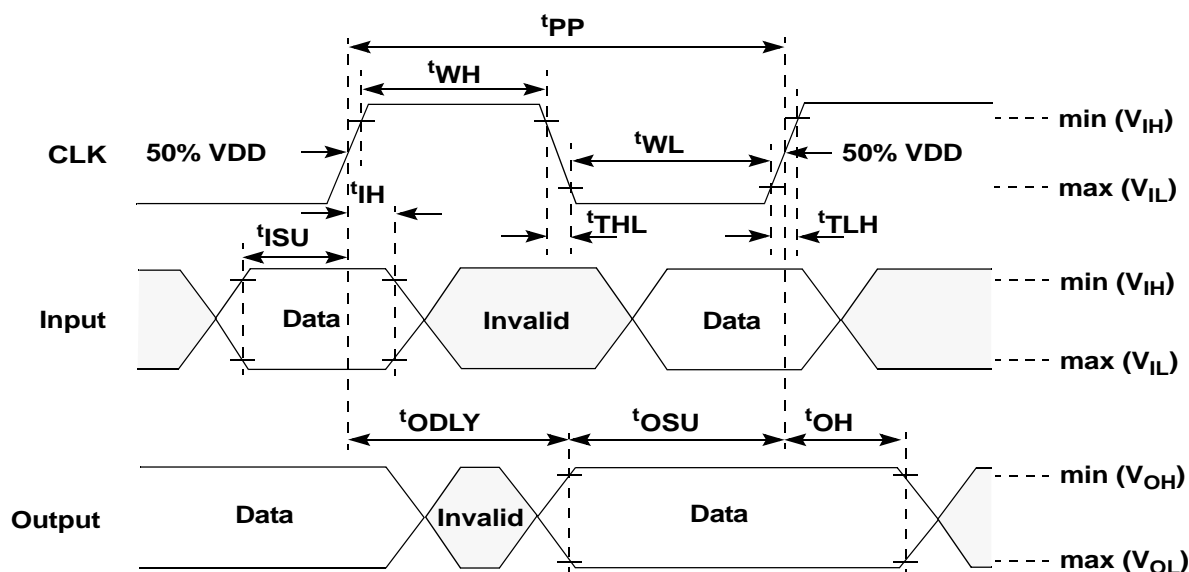 tPP
tWH
min (VIH)
CLK
50% VDD
tWL
50% VDD
max (VIL)
tIH
tTHL
tTLH
tISU
min (VIH)
Input
Data
Invalid
Data
max (VIL)
tODLY
tOSU
tOH
min (VOH)
Output
Data
Invalid
Data
max (VOL)